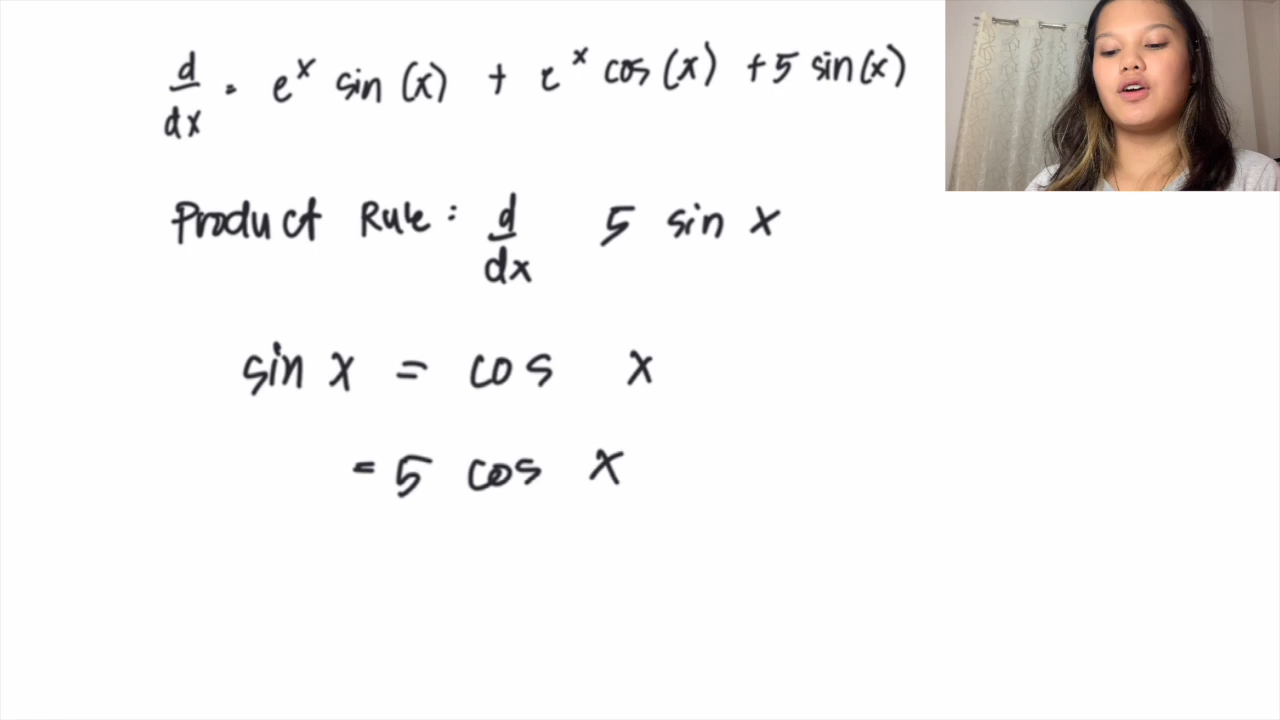 d/dx · e^x sin (x) + e^x cos (x) + 5 sin(x)
Product Rule : d/dx 5 sin x
sin x = cos x
= 5 cos x